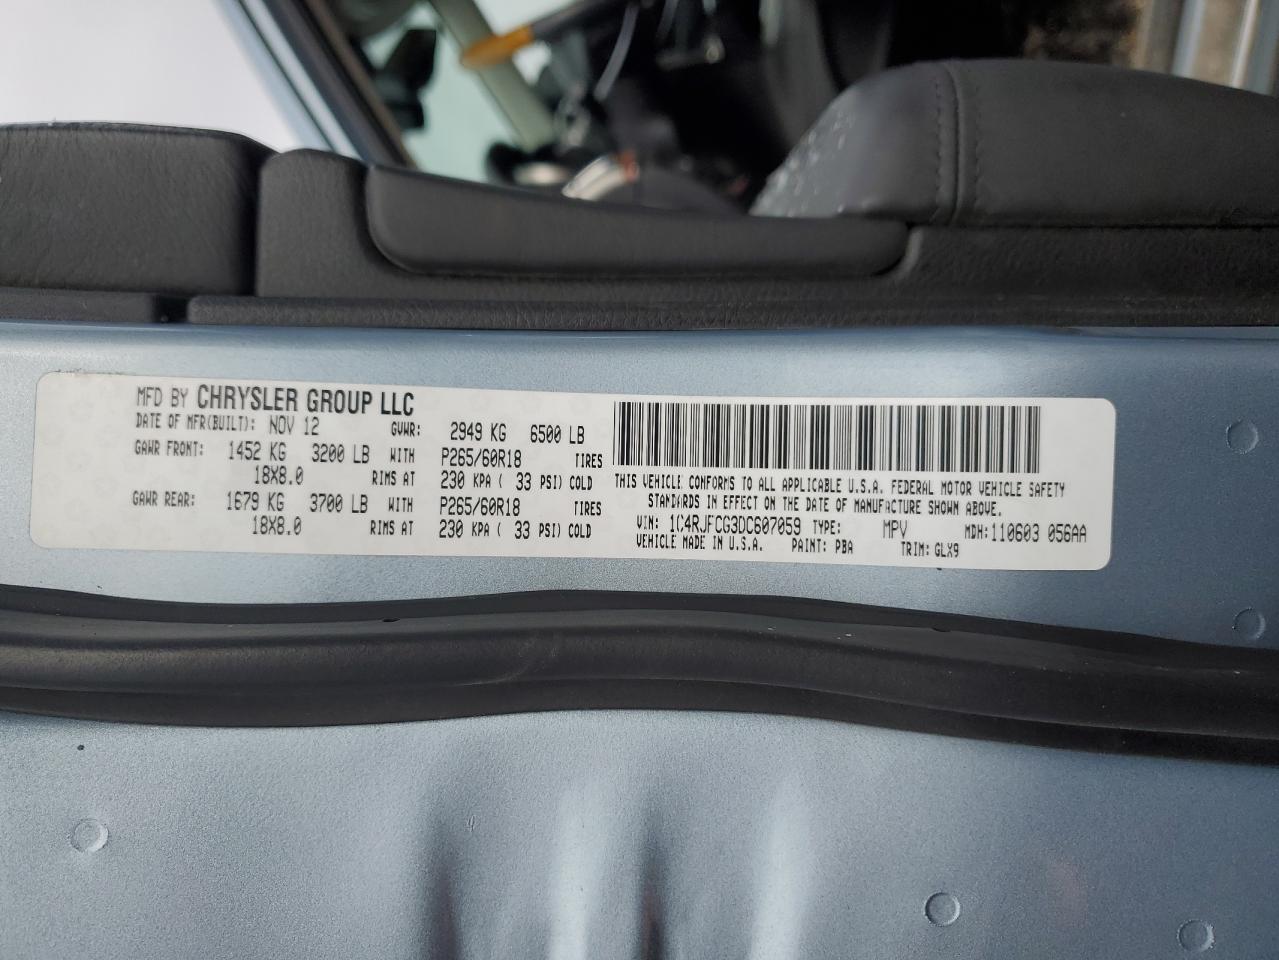 MFD BY CHRYSLER GROUP LLC
DATE OF MFR(BUILT): NOV 12 GVWR: 2949 KG 6500 LB
GAWR FRONT: 1452 KG 3200 LB WITH P265/60R18 TIRES
18X8.0 RIMS AT 230 KPA ( 33 PSI) COLD
GAWR REAR: 1679 KG 3700 LB WITH P265/60R18 TIRES
18X8.0 RIMS AT 230 KPA ( 33 PSI) COLD
THIS VEHICLE CONFORMS TO ALL APPLICABLE U.S.A. FEDERAL MOTOR VEHICLE SAFETY
STANDARDS IN EFFECT ON THE DATE OF MANUFACTURE SHOWN ABOVE.
VIN: 1C4RJFCG3DC607059 TYPE: MPV MDH:110603 056AA
VEHICLE MADE IN U.S.A. PAINT: PBA TRIM: GLX9